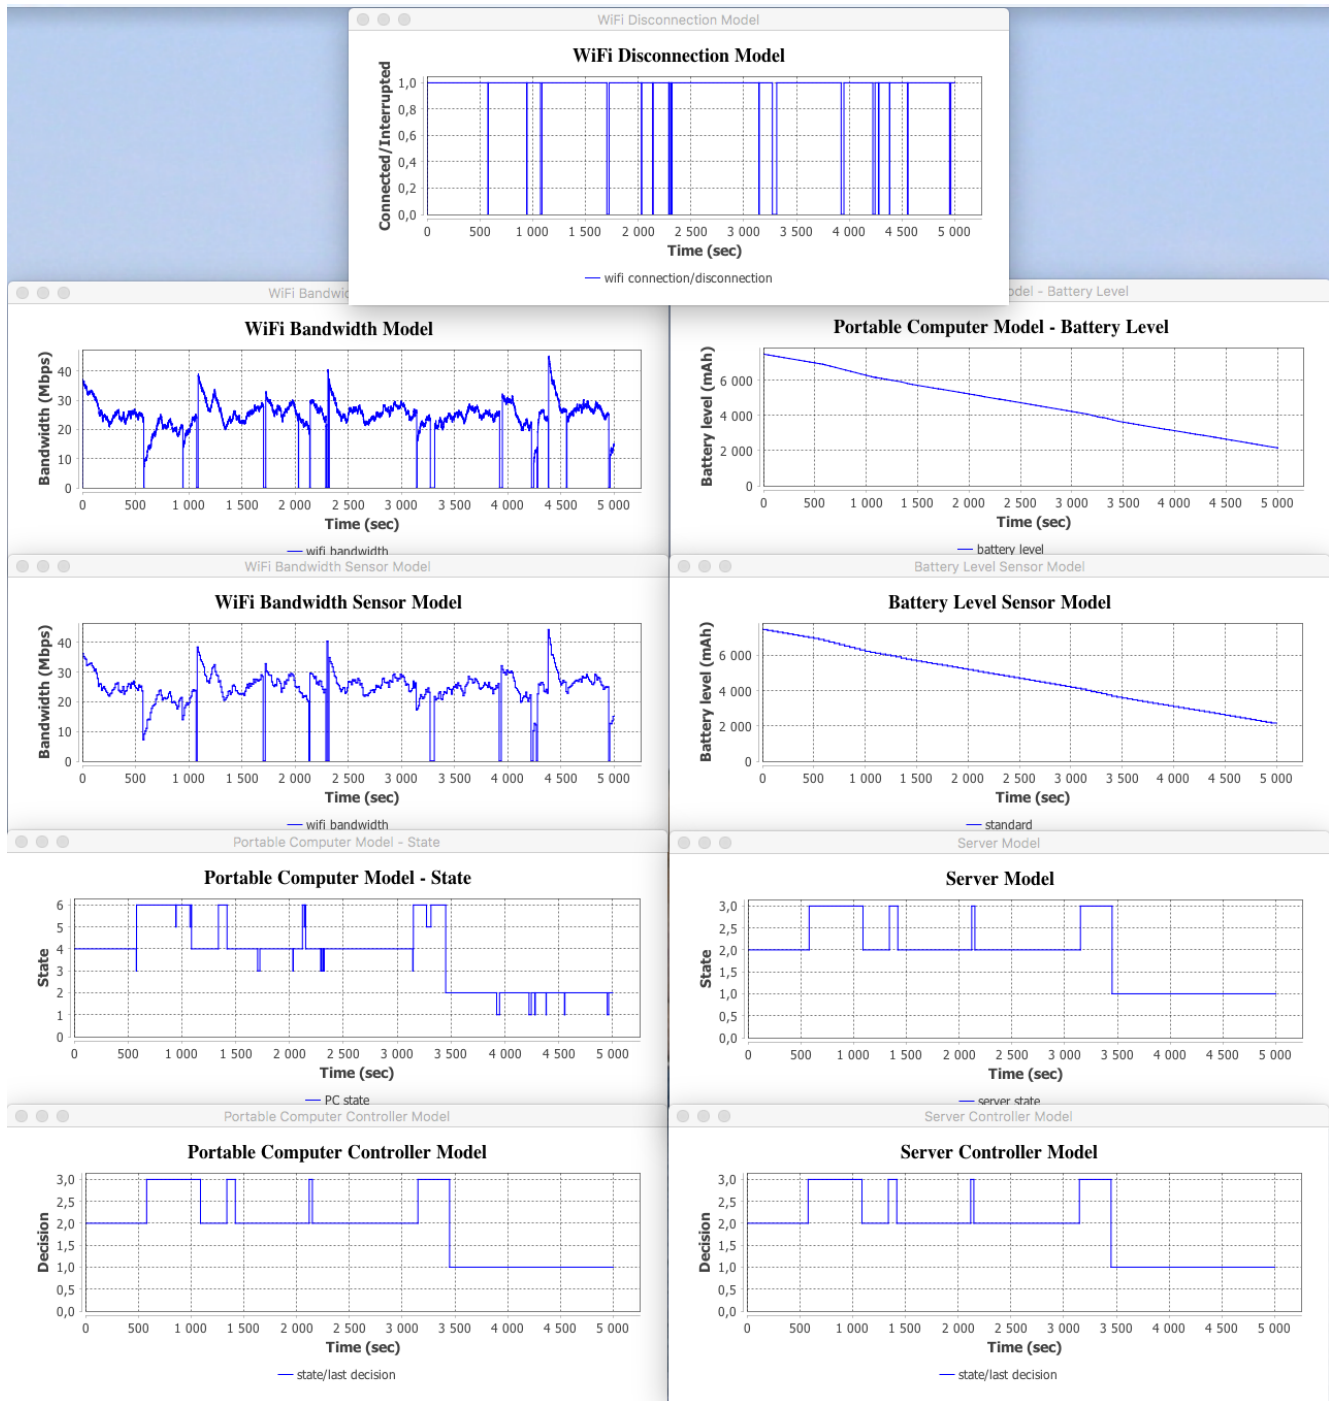 WiFi Disconnection Model
WiFi Disconnection Model
Connected/Interrupted
1,0
0,8
0,6
0,4
0,2
0,0
0 500 1 000 1 500 2 000 2 500 3 000 3 500 4 000 4 500 5 000
Time (sec)
wifi connection/disconnection
WiFi Bandwid
WiFi Bandwidth Model
Bandwidth (Mbps)
40
30
20
10
0
0 500 1 000 1 500 2 000 2 500 3 000 3 500 4 000 4 500 5 000
Time (sec)
wifi bandwidth
odel - Battery Level
Portable Computer Model - Battery Level
Battery level (mAh)
6 000
4 000
2 000
0
0 500 1 000 1 500 2 000 2 500 3 000 3 500 4 000 4 500 5 000
Time (sec)
battery level
WiFi Bandwidth Sensor Model
WiFi Bandwidth Sensor Model
Bandwidth (Mbps)
40
30
20
10
0
0 500 1 000 1 500 2 000 2 500 3 000 3 500 4 000 4 500 5 000
Time (sec)
wifi bandwidth
Battery Level Sensor Model
Battery Level Sensor Model
Battery level (mAh)
6 000
4 000
2 000
0
0 500 1 000 1 500 2 000 2 500 3 000 3 500 4 000 4 500 5 000
Time (sec)
standard
Portable Computer Model - State
Portable Computer Model - State
State
6
5
4
3
2
1
0
0 500 1 000 1 500 2 000 2 500 3 000 3 500 4 000 4 500 5 000
Time (sec)
PC state
Server Model
Server Model
State
3,0
2,5
2,0
1,5
1,0
0,5
0,0
0 500 1 000 1 500 2 000 2 500 3 000 3 500 4 000 4 500 5 000
Time (sec)
server state
Portable Computer Controller Model
Portable Computer Controller Model
Decision
3,0
2,5
2,0
1,5
1,0
0,5
0,0
0 500 1 000 1 500 2 000 2 500 3 000 3 500 4 000 4 500 5 000
Time (sec)
state/last decision
Server Controller Model
Server Controller Model
Decision
3,0
2,5
2,0
1,5
1,0
0,5
0,0
0 500 1 000 1 500 2 000 2 500 3 000 3 500 4 000 4 500 5 000
Time (sec)
state/last decision